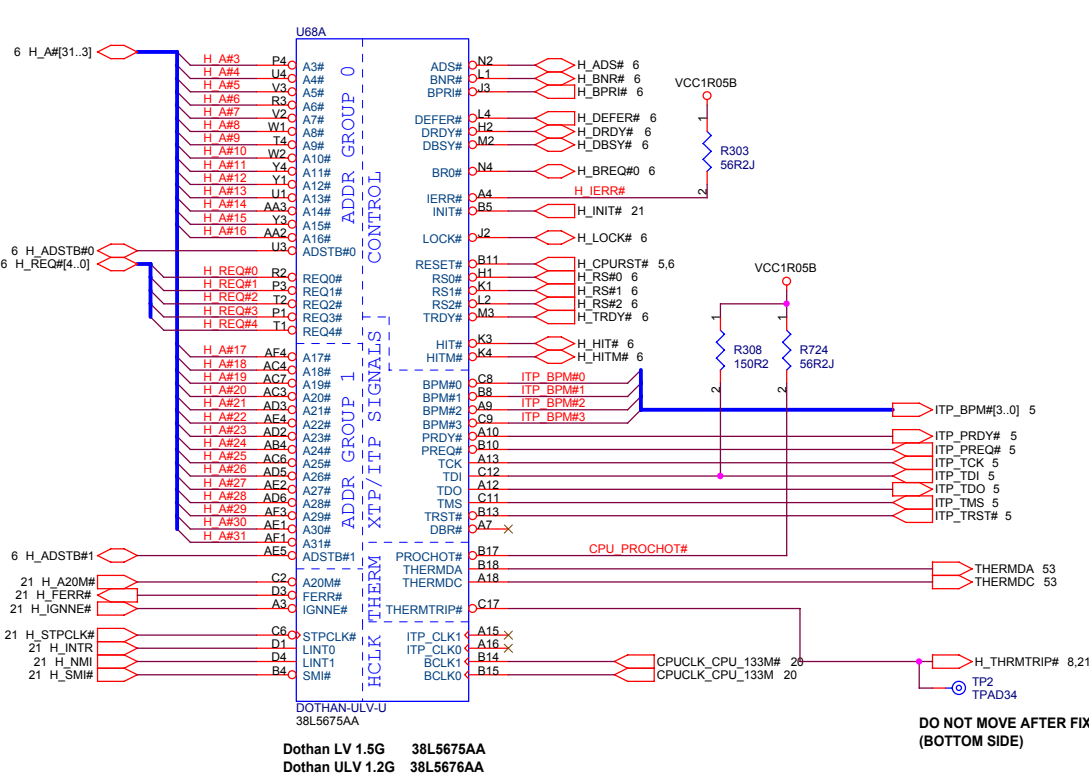 U68A
6 H_A#[31..3]
H_A#3 P4 A3#
H_A#4 U4 A4#
H_A#5 V3 A5#
H_A#6 R3 A6#
H_A#7 V2 A7#
H_A#8 W1 A8#
H_A#9 T4 A9#
H_A#10 W2 A10#
H_A#11 Y4 A11#
H_A#12 Y1 A12#
H_A#13 U1 A13#
H_A#14 AA3 A14#
H_A#15 Y3 A15#
H_A#16 AA2 A16#
6 H_ADSTB#0 U3 ADSTB#0
6 H_REQ#[4..0]
H_REQ#0 R2 REQ0#
H_REQ#1 P3 REQ1#
H_REQ#2 T2 REQ2#
H_REQ#3 P1 REQ3#
H_REQ#4 T1 REQ4#
H_A#17 AF4 A17#
H_A#18 AC4 A18#
H_A#19 AC7 A19#
H_A#20 AC3 A20#
H_A#21 AD3 A21#
H_A#22 AE4 A22#
H_A#23 AD2 A23#
H_A#24 AB4 A24#
H_A#25 AC6 A25#
H_A#26 AD5 A26#
H_A#27 AE2 A27#
H_A#28 AD6 A28#
H_A#29 AF3 A29#
H_A#30 AE1 A30#
H_A#31 AF1 A31#
6 H_ADSTB#1 AE5 ADSTB#1
21 H_A20M# C2 A20M#
21 H_FERR# D3 FERR#
21 H_IGNNE# A3 IGNNE#
21 H_STPCLK# C6 STPCLK#
21 H_INTR D1 LINT0
21 H_NMI D4 LINT1
21 H_SMI# B4 SMI#
ADDR GROUP 0
ADDR GROUP 1
CONTROL
XTP/ITP SIGNALS
THERM
HCLK
ADS# N2 H_ADS# 6
BNR# L1 H_BNR# 6
BPRI# J3 H_BPRI# 6
DEFER# L4 H_DEFER# 6
DRDY# H2 H_DRDY# 6
DBSY# M2 H_DBSY# 6
BR0# N4 H_BREQ#0 6
IERR# A4 H_IERR#
INIT# B5 H_INIT# 21
LOCK# J2 H_LOCK# 6
RESET# B11 H_CPURST# 5,6
RS0# H1 H_RS#0 6
RS1# K1 H_RS#1 6
RS2# L2 H_RS#2 6
TRDY# M3 H_TRDY# 6
HIT# K3 H_HIT# 6
HITM# K4 H_HITM# 6
BPM#0 C8 ITP_BPM#0
BPM#1 B8 ITP_BPM#1
BPM#2 A9 ITP_BPM#2
BPM#3 C9 ITP_BPM#3
ITP_BPM#[3..0] 5
PRDY# A10 ITP_PRDY# 5
PREQ# B10 ITP_PREQ# 5
TCK A13 ITP_TCK 5
TDI C12 ITP_TDI 5
TDO A12 ITP_TDO 5
TMS C11 ITP_TMS 5
TRST# B13 ITP_TRST# 5
DBR# A7
PROCHOT# B17 CPU_PROCHOT#
THERMDA B18 THERMDA 53
THERMDC A18 THERMDC 53
THERMTRIP# C17 H_THRMTRIP# 8,21
ITP_CLK1 A15
ITP_CLK0 A16
BCLK1 B14 CPUCLK_CPU_133M# 20
BCLK0 B15 CPUCLK_CPU_133M 20
VCC1R05B
1
R303
56R2J
2
VCC1R05B
1 1
R308 R724
150R2 56R2J
2 2
TP2
TPAD34
DO NOT MOVE AFTER FIX
(BOTTOM SIDE)
DOTHAN-ULV-U
38L5675AA
Dothan LV 1.5G 38L5675AA
Dothan ULV 1.2G 38L5676AA